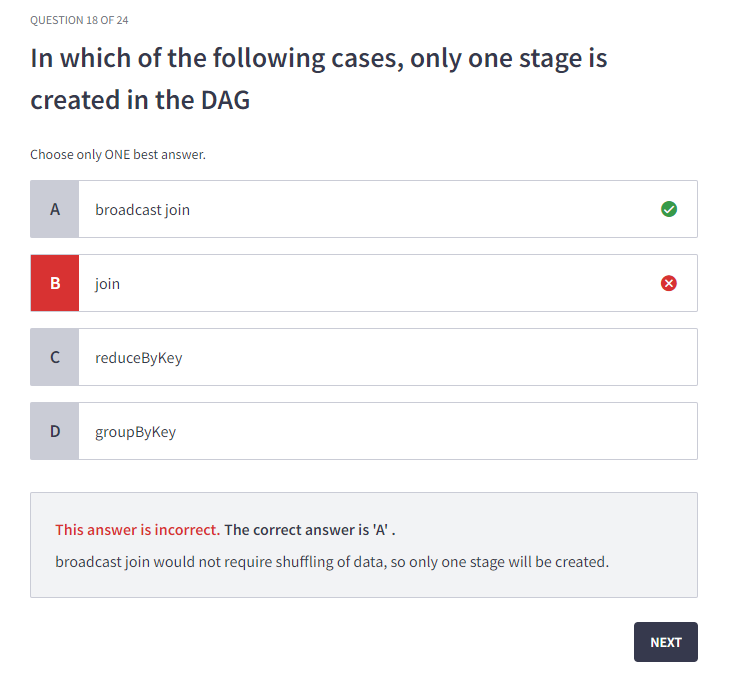 QUESTION 18 OF 24
In which of the following cases, only one stage is
created in the DAG
Choose only ONE best answer.
A broadcast join
B join
C reduceByKey
D groupByKey
This answer is incorrect. The correct answer is 'A' .
broadcast join would not require shuffling of data, so only one stage will be created.
NEXT